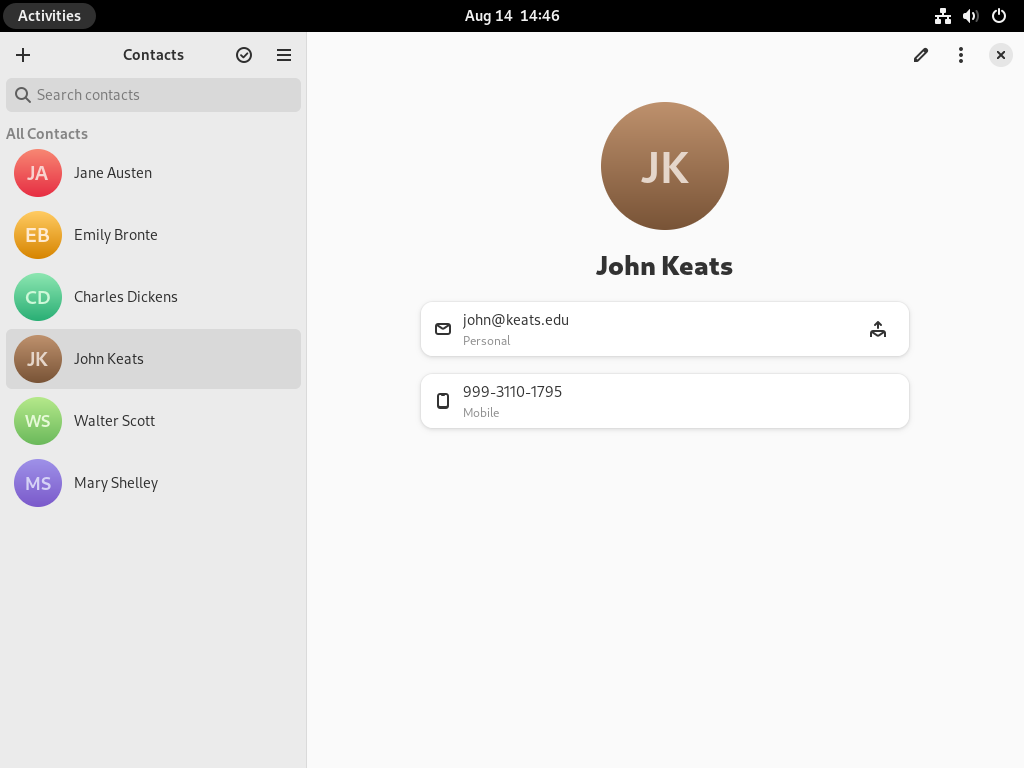 Activities
Aug 14 14:46
Contacts
Search contacts
All Contacts
JA Jane Austen
EB Emily Bronte
CD Charles Dickens
JK John Keats
WS Walter Scott
MS Mary Shelley
JK
John Keats
john@keats.edu
Personal
999-3110-1795
Mobile